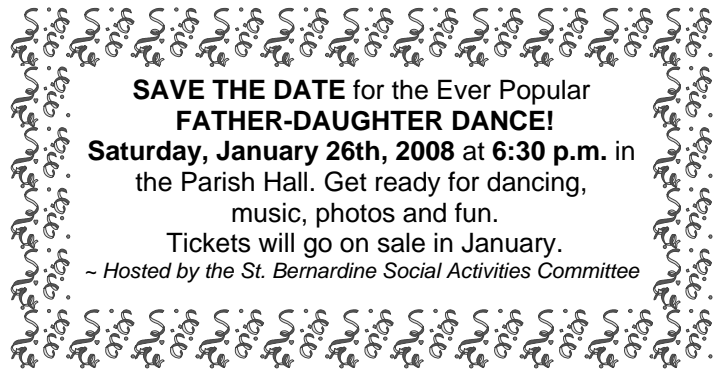 SAVE THE DATE for the Ever Popular
FATHER-DAUGHTER DANCE!
Saturday, January 26th, 2008 at 6:30 p.m. in
the Parish Hall. Get ready for dancing,
music, photos and fun.
Tickets will go on sale in January.
~ Hosted by the St. Bernardine Social Activities Committee